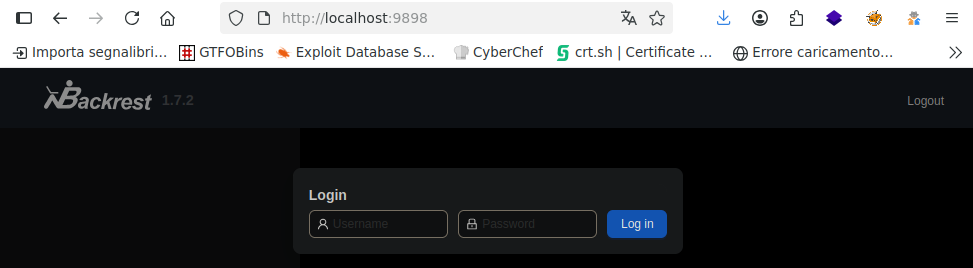 http://localhost:9898
Importa segnalibri... GTFOBins Exploit Database S... CyberChef crt.sh | Certificate ... Errore caricamento...
Backrest 1.7.2 Logout
Login
Username Password Log in